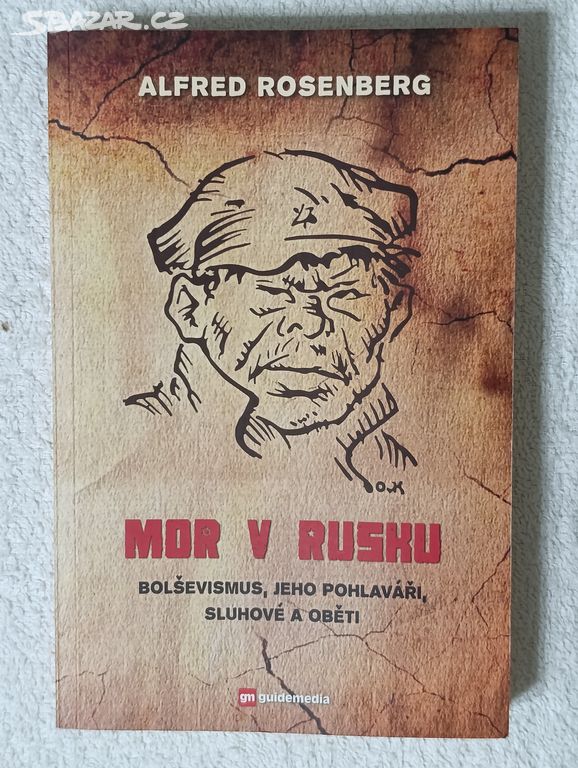 SBAZAR.CZ
ALFRED ROSENBERG
O.K
MOR V RUSKU
BOLŠEVISMUS, JEHO POHLAVÁŘI,
SLUHOVÉ A OBĚTI
gm guidemedia